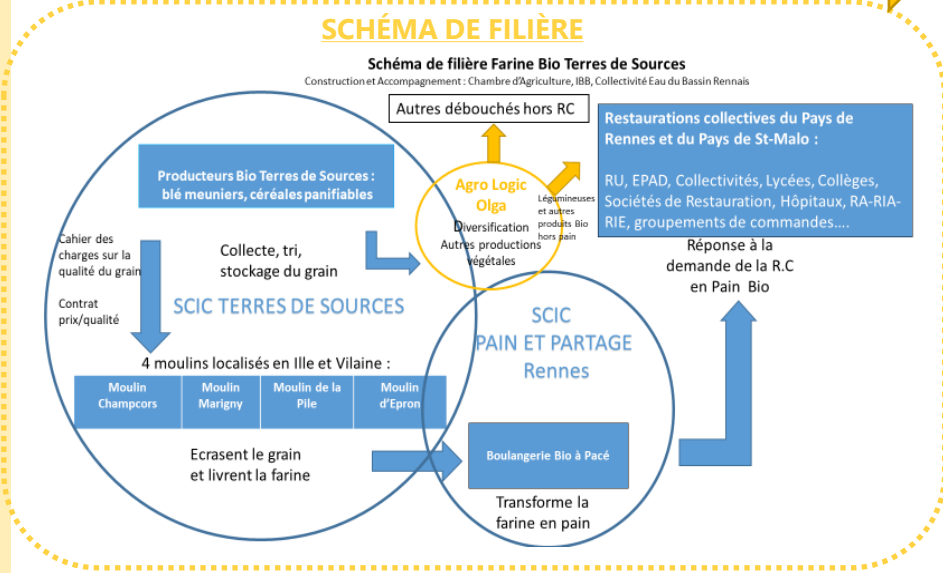 SCHÉMA DE FILIÈRE
Schéma de filière Farine Bio Terres de Sources
Construction et Accompagnement : Chambre d'Agriculture, IBB, Collectivité Eau du Bassin Rennais
Autres débouchés hors RC
Restaurations collectives du Pays de
Rennes et du Pays de St-Malo :
RU, EPAD, Collectivités, Lycées, Collèges,
Sociétés de Restauration, Hôpitaux, RA-RIA-
RIE, groupements de commandes....
Producteurs Bio Terres de Sources :
blé meuniers, céréales panifiables
Agro Logic
Olga
Diversification
Autres productions
végétales
Légumineuses
et autres
produits Bio
hors pain
Cahier des
charges sur la
qualité du grain
Contrat
prix/qualité
Collecte, tri,
stockage du grain
Réponse à la
demande de la R.C
en Pain Bio
SCIC TERRES DE SOURCES
SCIC
PAIN ET PARTAGE
Rennes
4 moulins localisés en Ille et Vilaine :
Moulin
Champcors
Moulin
Marigny
Moulin de la
Pile
Moulin
d'Epron
Ecrasent le grain
et livrent la farine
Boulangerie Bio à Pacé
Transforme la
farine en pain